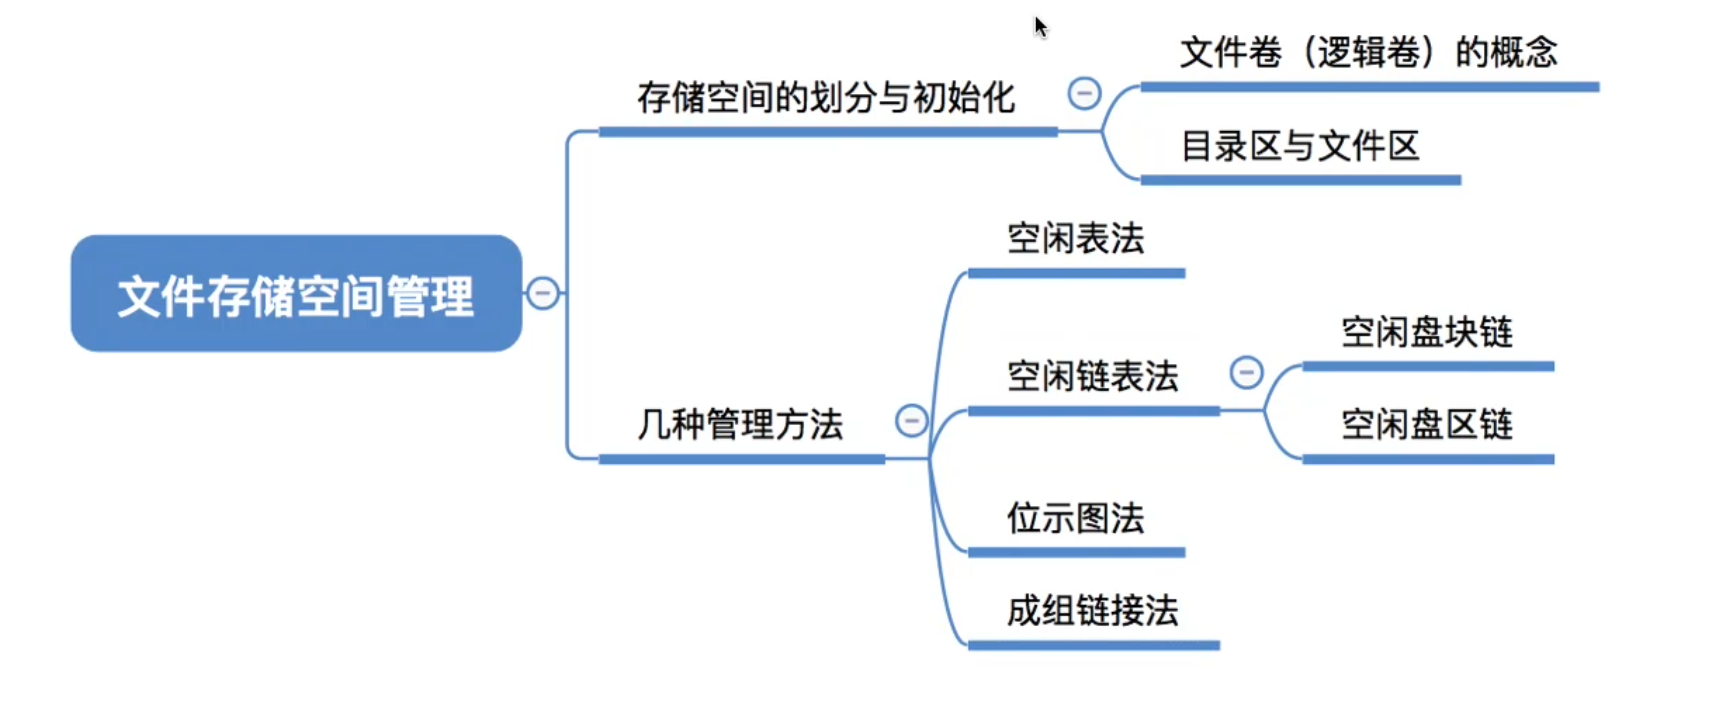 文件存储空间管理
存储空间的划分与初始化
文件卷（逻辑卷）的概念
目录区与文件区
几种管理方法
空闲表法
空闲链表法
空闲盘块链
空闲盘区链
位示图法
成组链接法